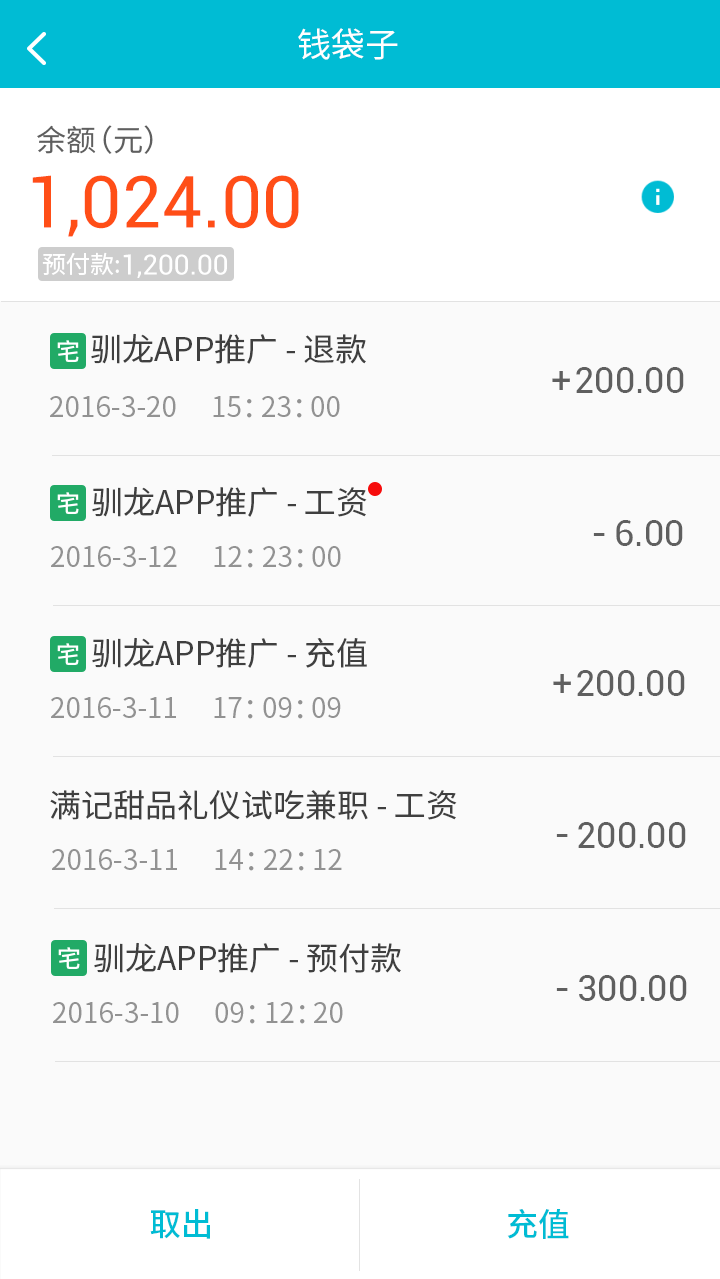 钱袋子
余额(元)
1,024.00
预付款:1,200.00
宅 驯龙APP推广 - 退款
+200.00
2016-3-20 15:23:00
宅 驯龙APP推广 - 工资
- 6.00
2016-3-12 12:23:00
宅 驯龙APP推广 - 充值
+200.00
2016-3-11 17:09:09
满记甜品礼仪试吃兼职 - 工资
- 200.00
2016-3-11 14:22:12
宅 驯龙APP推广 - 预付款
- 300.00
2016-3-10 09:12:20
取出 充值